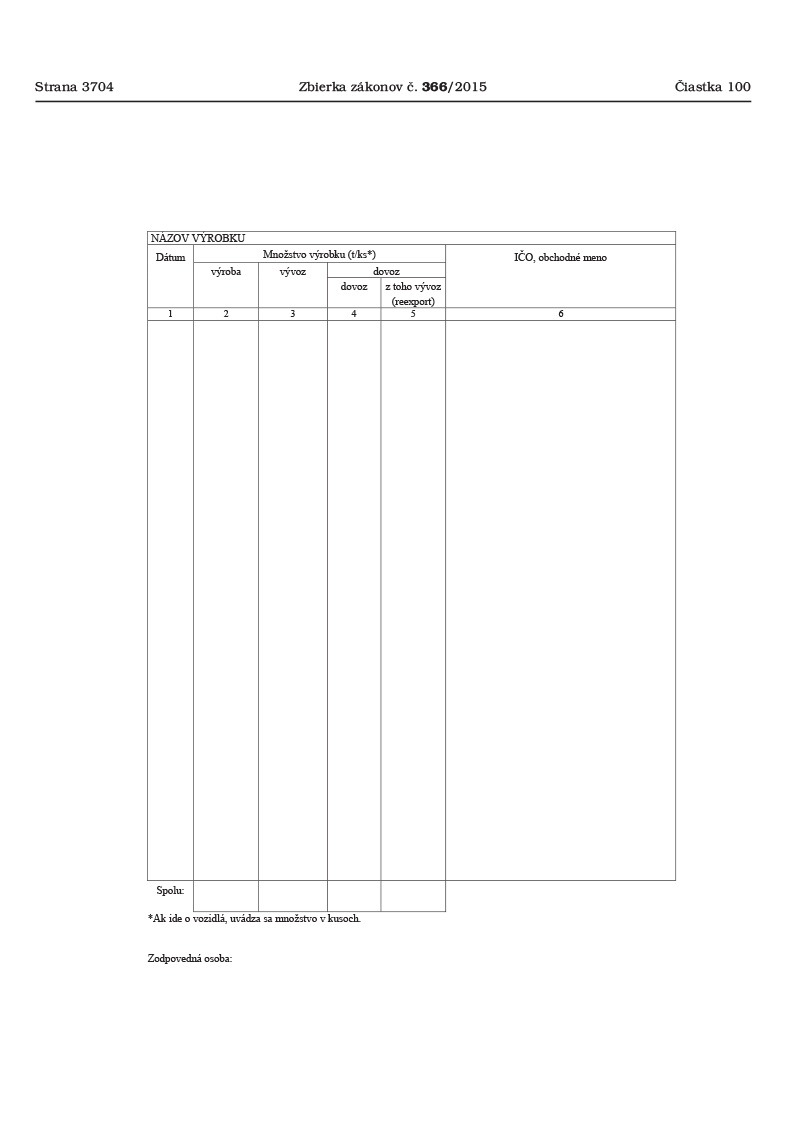 Strana 3704 Zbierka zákonov č. 366/2015 Čiastka 100
NÁZOV VÝROBKU
Dátum Množstvo výrobku (t/ks*) IČO, obchodné meno
výroba vývoz dovoz
dovoz z toho vývoz
(reexport)
1 2 3 4 5 6
Spolu:
*Ak ide o vozidlá, uvádza sa množstvo v kusoch.
Zodpovedná osoba: